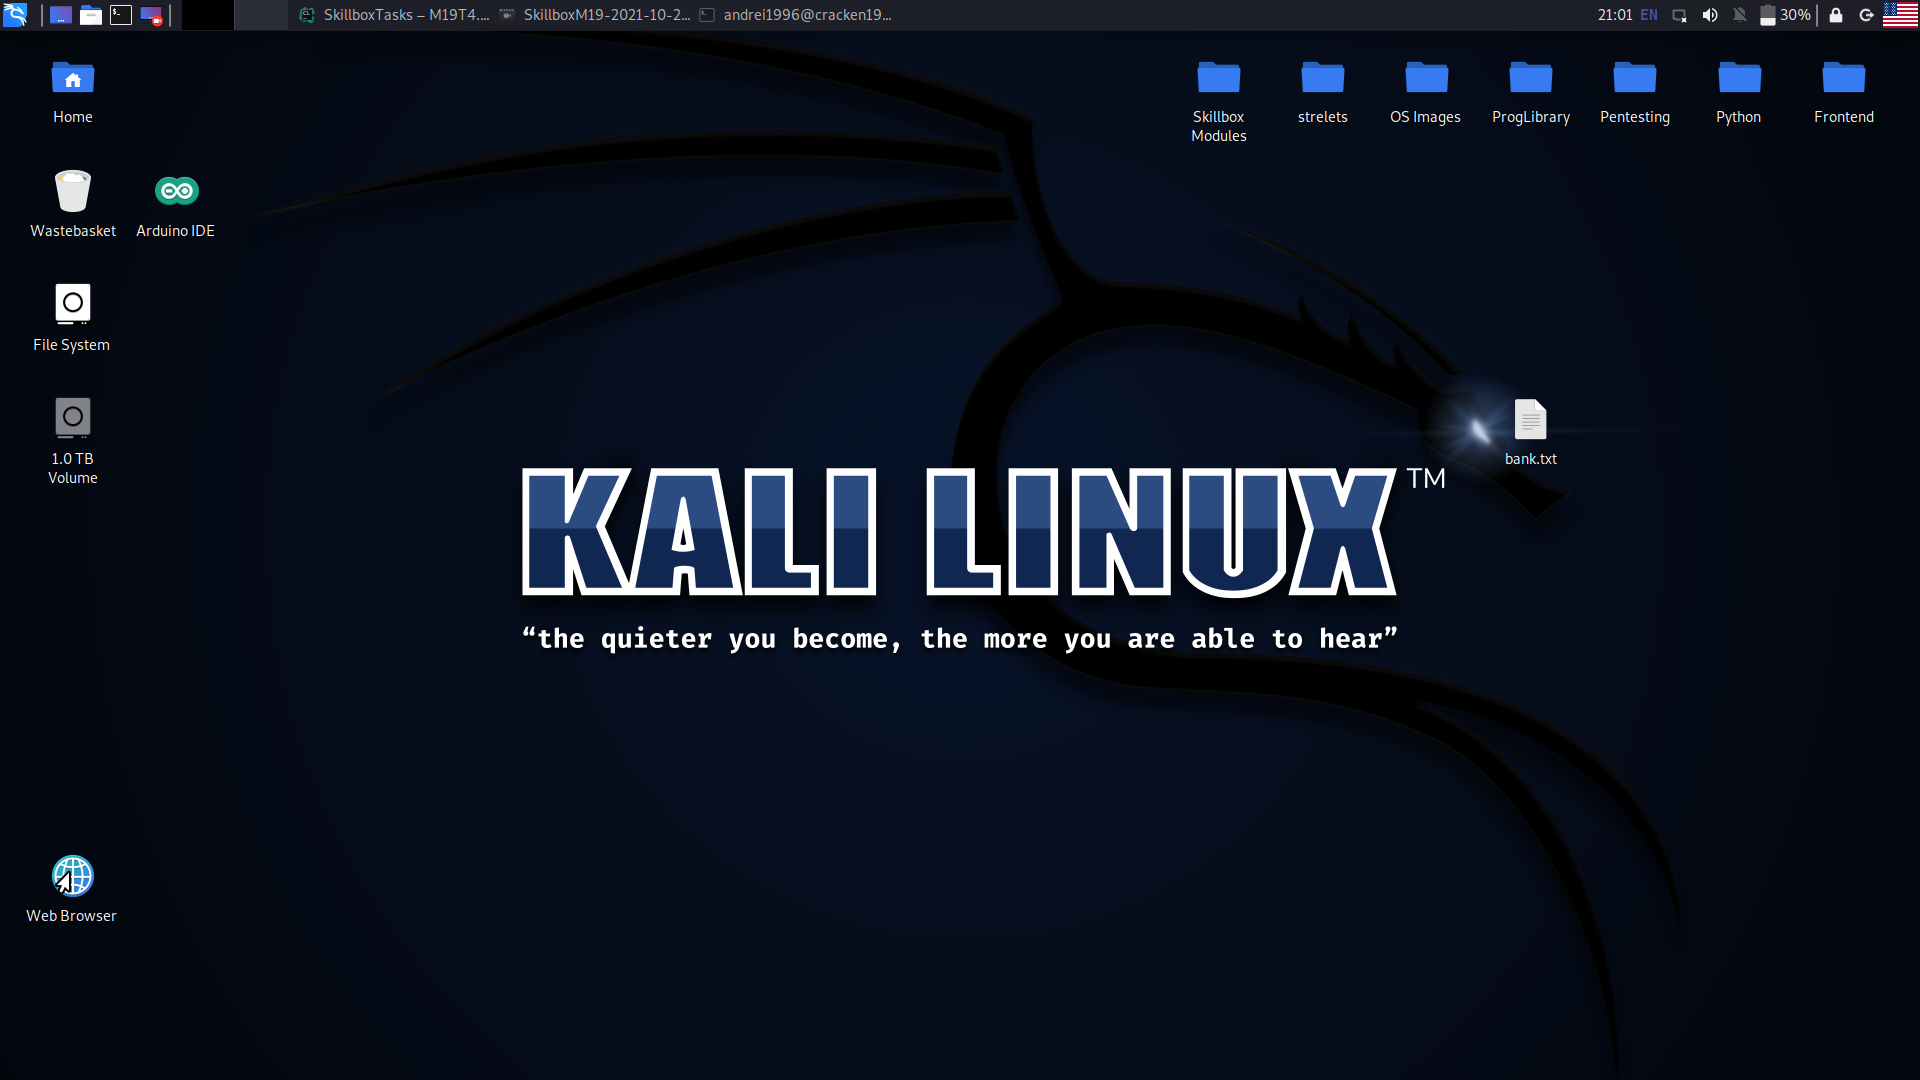 SkillboxTasks – M19T4....
SkillboxM19-2021-10-2...
andrei1996@cracken19...
21:01
EN
30%
Home
Skillbox
Modules
strelets
OS Images
ProgLibrary
Pentesting
Python
Frontend
Wastebasket
Arduino IDE
File System
1.0 TB
Volume
bank.txt
KALI LINUX TM
“the quieter you become, the more you are able to hear”
Web Browser